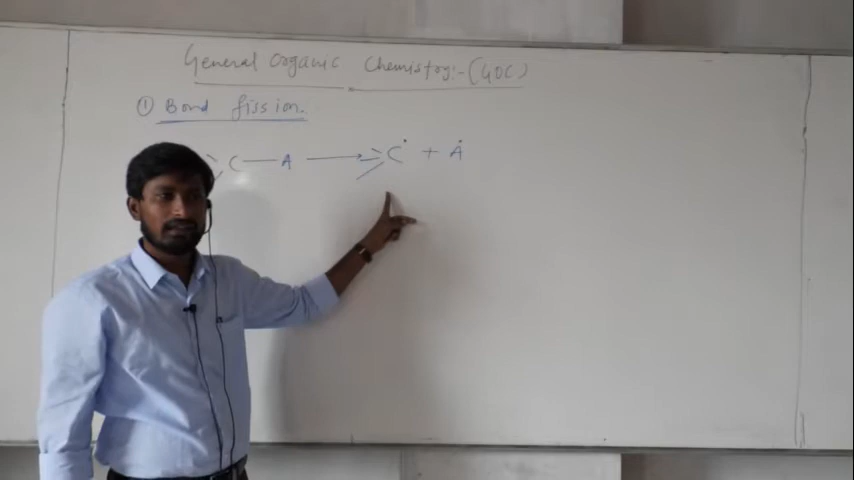 General Organic Chemistry:- (GOC)
① Bond fission.
C — A ⟶ C· + A·